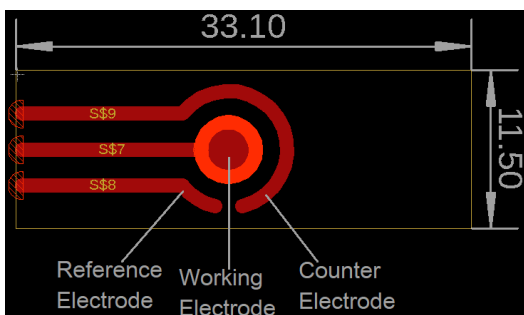 33.10
S$9
S$7
S$8
11.50
Reference
Electrode
Working
Electrode
Counter
Electrode